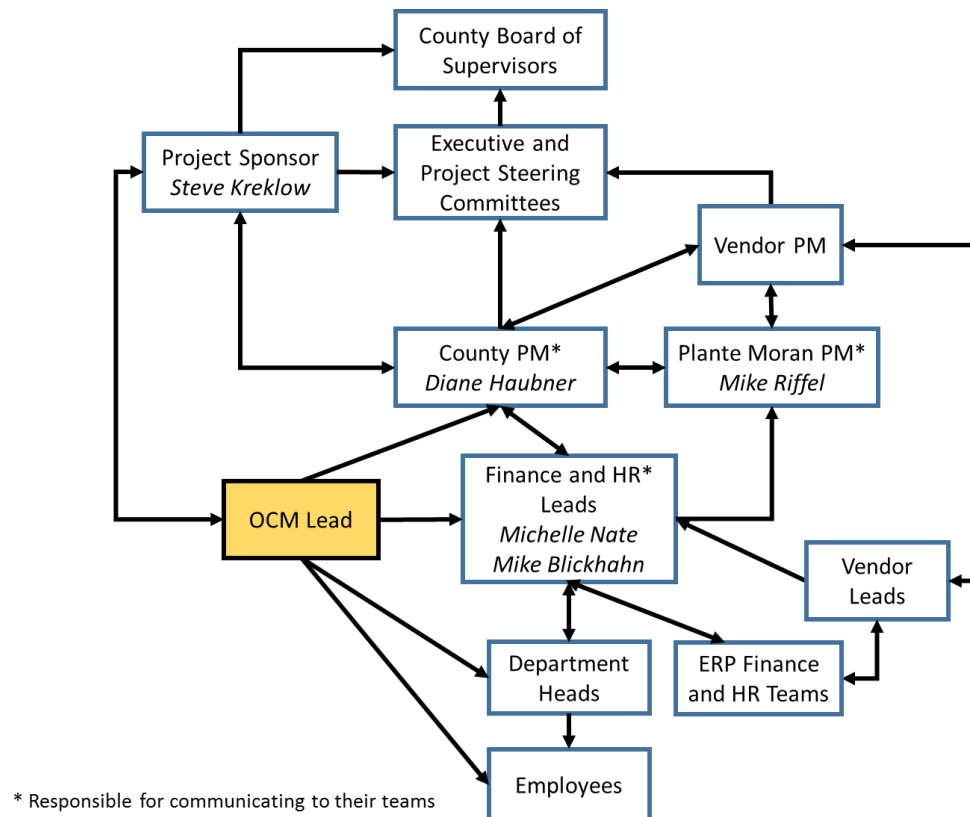 County Board of
Supervisors
Project Sponsor
Steve Kreklow
Executive and
Project Steering
Committees
Vendor PM
County PM*
Diane Haubner
Plante Moran PM*
Mike Riffel
OCM Lead
Finance and HR*
Leads
Michelle Nate
Mike Blickhahn
Vendor
Leads
Department
Heads
ERP Finance
and HR Teams
Employees
* Responsible for communicating to their teams